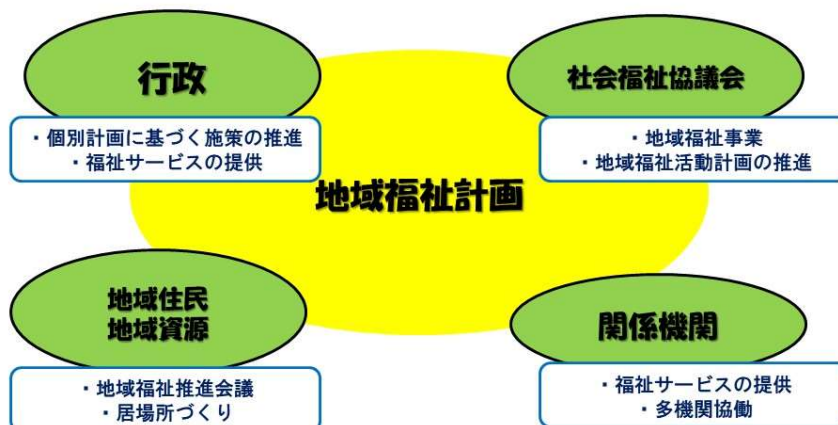 行政
・個別計画に基づく施策の推進
・福祉サービスの提供
社会福祉協議会
・地域福祉事業
・地域福祉活動計画の推進
地域福祉計画
地域住民
地域資源
・地域福祉推進会議
・居場所づくり
関係機関
・福祉サービスの提供
・多機関協働